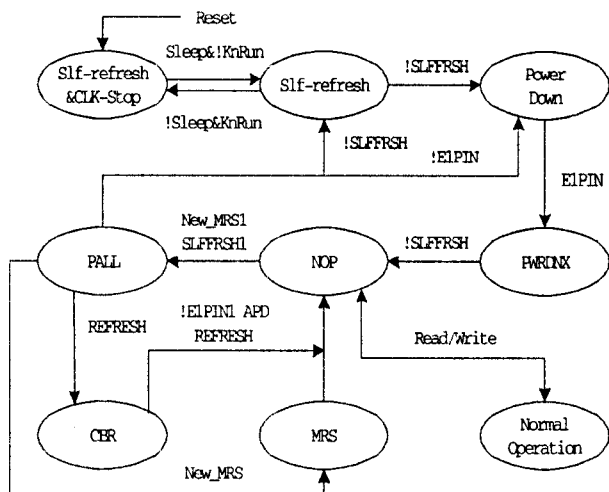 Reset
Sleep&!KnRun
Slf-refresh
&CLK-Stop
Slf-refresh
!SLFFRSH
Power
Down
!Sleep&KnRun
!SLFFRSH
!E1PIN
E1PIN
New_MRS1
SLFFRSH1
PALL
NOP
!SLFFRSH
PWRDNX
!E1PIN1 APD
REFRESH
REFRESH
Read/Write
CBR
MRS
Normal
Operation
New_MRS